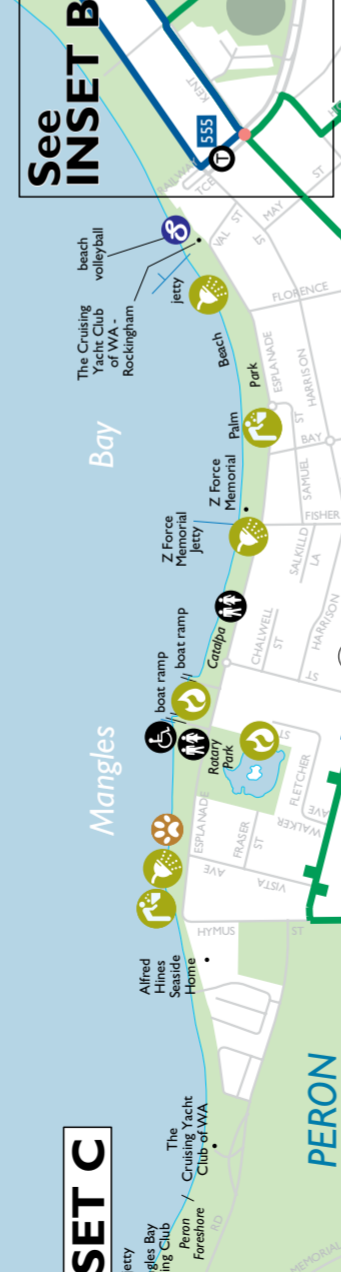 See
INSET B
KENT
555
T
RAILWAY
TCE
VAL ST
MAY
ST
ST
beach
volleyball
The Cruising
Yacht Club
of WA -
Rockingham
jetty
FLORENCE
Beach
Park
Palm
ESPLANADE
HARRISON
ST
BAY
SAMUEL
FISHER
Bay
Z Force
Memorial
Z Force
Memorial
Jetty
SALKILLD
LA
HARRISON
CHALWELL
ST
ST
Catalpa
boat ramp
boat ramp
Mangles
Rotary
Park
ST
FLETCHER
WALKER
AVE
ESPLANADE
FRASER
ST
AVE
VISTA
HYMUS
ST
Alfred
Hines
Seaside
Home
PERON
The
Cruising Yacht
Club of WA
SET C
Peron
Foreshore
RD
MEMORIAL
etty
gles Bay
ing Club